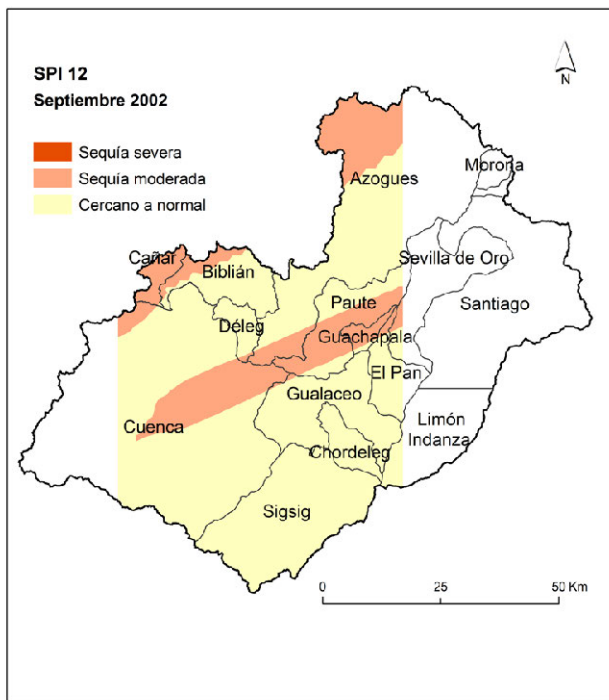 SPI 12
Septiembre 2002
N
Sequía severa
Sequía moderada
Cercano a normal
Azogues
Morona
Cañar
Biblián
Sevilla de Oro
Paute
Santiago
Déleg
Guachapala
El Pan
Gualaceo
Cuenca
Limón
Indanza
Chordeleg
Sigsig
0 25 50 Km